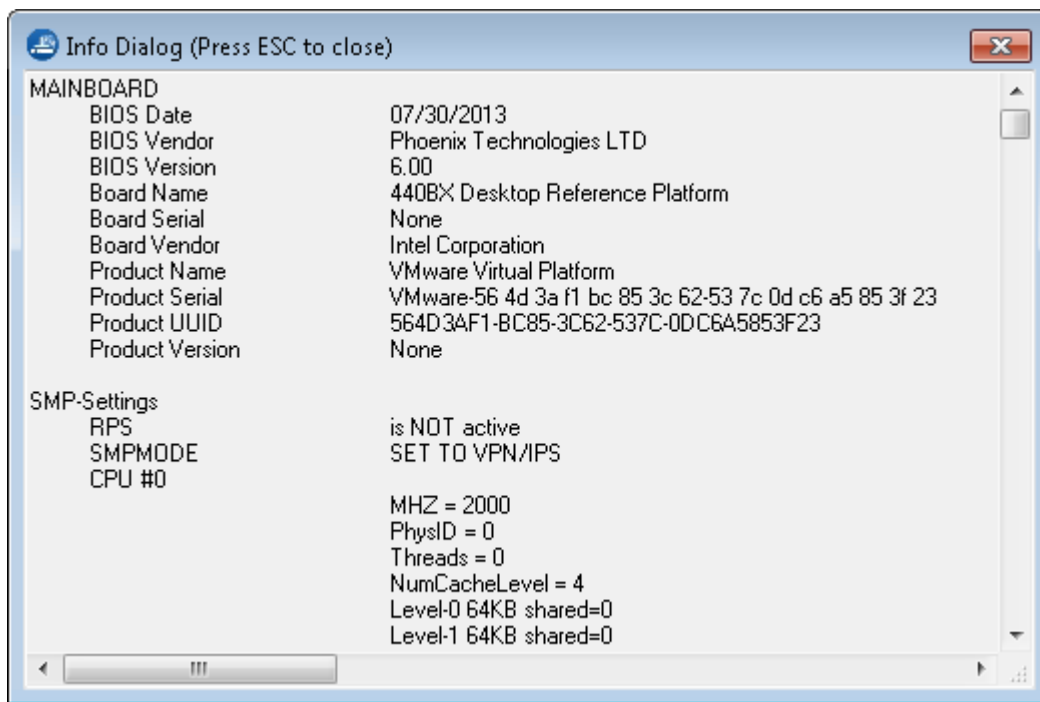 Info Dialog (Press ESC to close)
MAINBOARD
BIOS Date 07/30/2013
BIOS Vendor Phoenix Technologies LTD
BIOS Version 6.00
Board Name 440BX Desktop Reference Platform
Board Serial None
Board Vendor Intel Corporation
Product Name VMware Virtual Platform
Product Serial VMware-56 4d 3a f1 bc 85 3c 62-53 7c 0d c6 a5 85 3f 23
Product UUID 564D3AF1-BC85-3C62-537C-0DC6A5853F23
Product Version None
SMP-Settings
RPS is NOT active
SMPMODE SET TO VPN/IPS
CPU #0
MHZ = 2000
PhysID = 0
Threads = 0
NumCacheLevel = 4
Level-0 64KB shared=0
Level-1 64KB shared=0